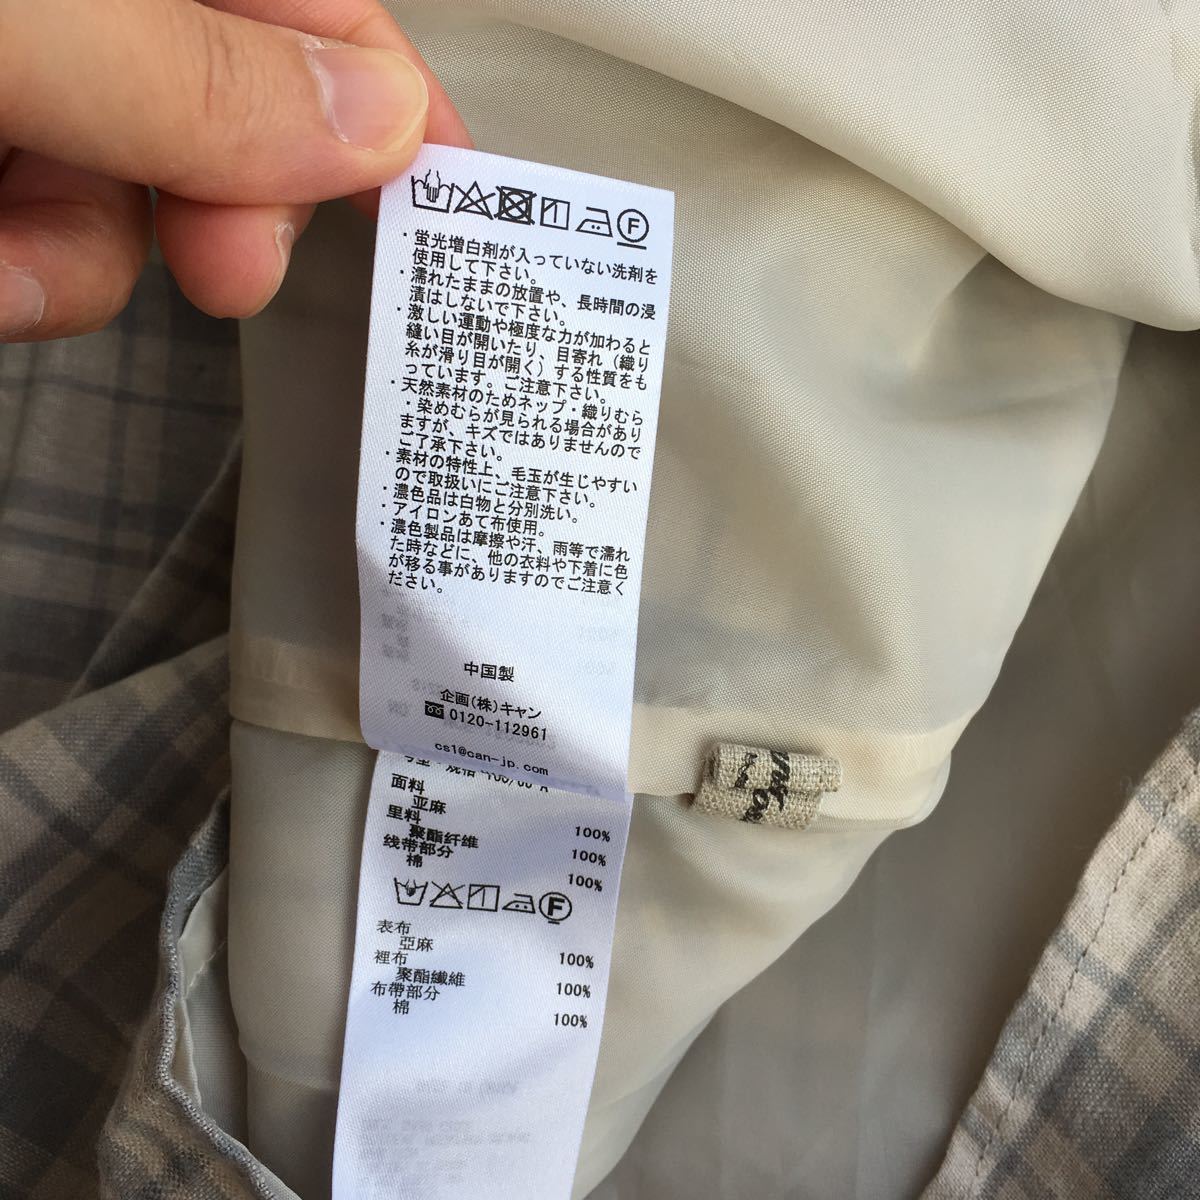 F
・蛍光増白剤が入っていない洗剤を
使用して下さい。
・濡れたままの放置や、長時間の浸
漬はしないで下さい。
・激しい運動や極度な力が加わると
縫い目が開いたり、目寄れ（織り
糸が滑り目が開く）する性質をも
っています。ご注意下さい。
・天然素材のためネップ・織りむら
・染めむらが見られる場合があり
ますが、キズではありませんので
ご了承下さい。
・素材の特性上、毛玉が生じやすい
ので取扱いにご注意下さい。
・濃色品は白物と分別洗い。
・アイロンあて布使用。
・濃色製品は摩擦や汗、雨等で濡れ
た時などに、他の衣料や下着に色
が移る事がありますのでご注意く
ださい。
中国製
企画(株)キャン
0120-112961
cs1@can-jp.com
面料
亚麻 100%
里料
聚酯纤维 100%
线带部分
棉 100%
F
表布
亞麻 100%
裡布
聚酯纖維 100%
布帶部分
棉 100%